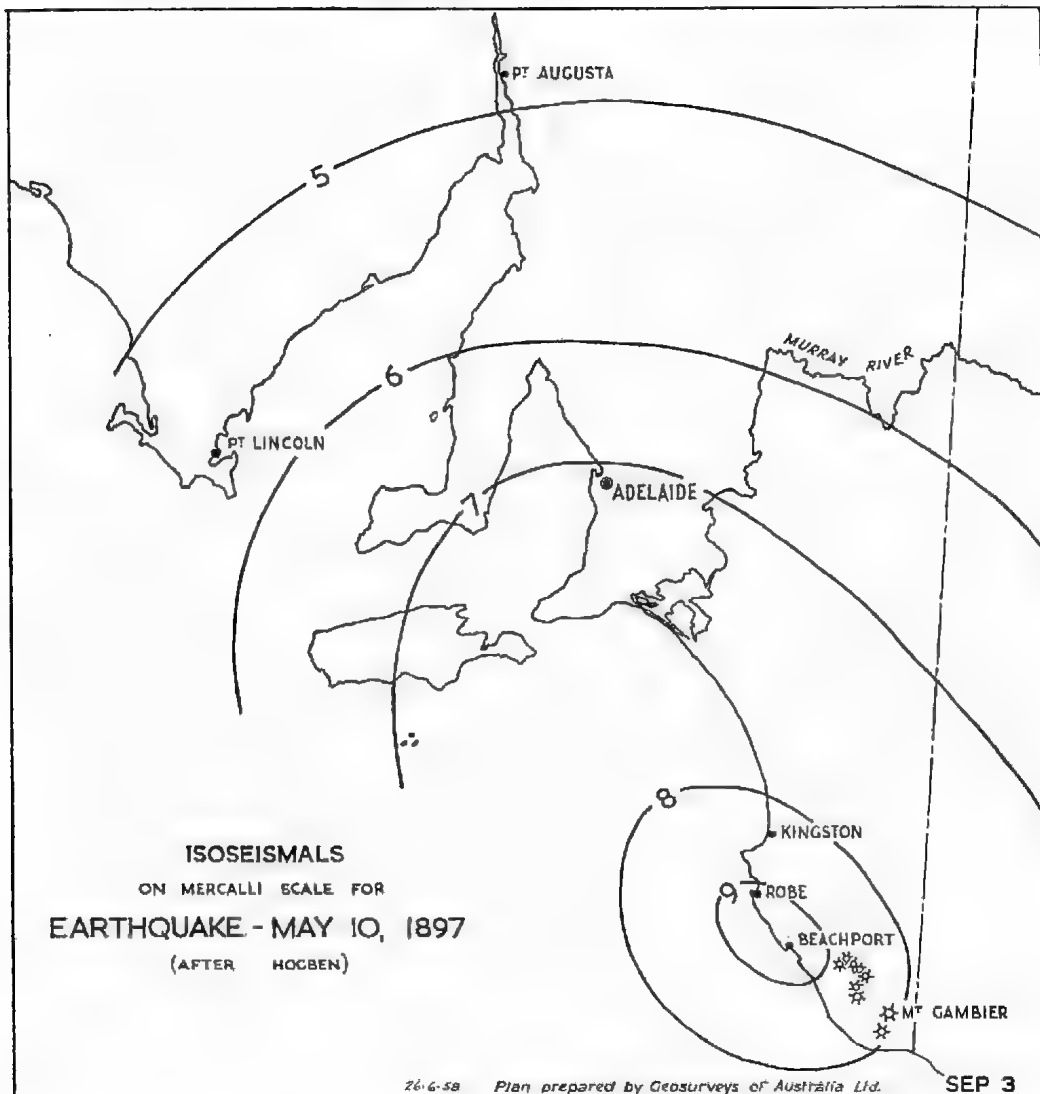 PT AUGUSTA
5
MURRAY RIVER
6
PT LINCOLN
7
ADELAIDE
8
KINGSTON
ISOSEISMALS
ON MERCALLI SCALE FOR
EARTHQUAKE - MAY 10, 1897
(AFTER HOGBEN)
9
ROBE
BEACHPORT
MT GAMBIER
26·6·58 Plan prepared by Geosurveys of Australia Ltd.
SEP 3